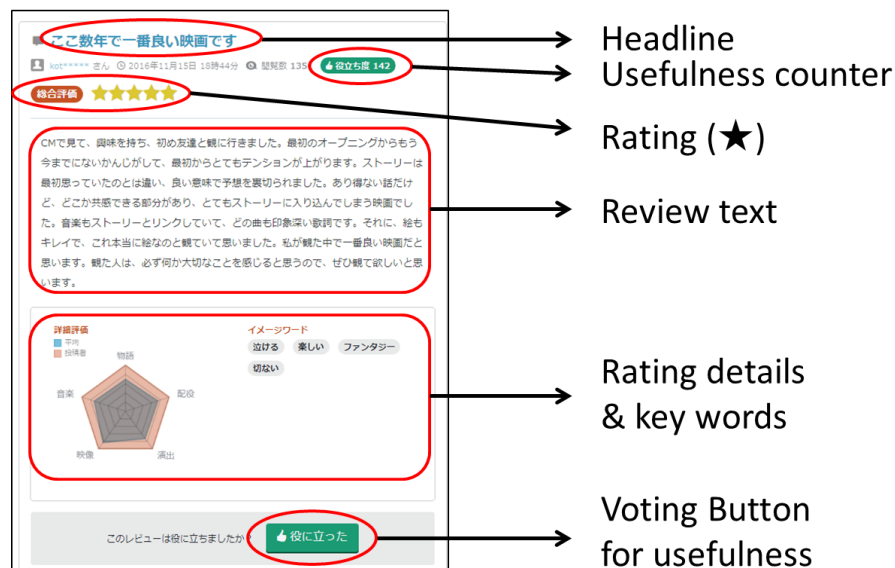 ここ数年で一番良い映画です
kot***** さん 2016年11月15日 18時44分 閲覧数 135 役立ち度 142
総合評価 ★★★★★
CMで見て、興味を持ち、初め友達と観に行きました。最初のオープニングからもう
今までにないかんじがして、最初からとてもテンションが上がります。ストーリーは
最初思っていたのとは違い、良い意味で予想を裏切られました。あり得ない話だけ
ど、どこか共感できる部分があり、とてもストーリーに入り込んでしまう映画でし
た。音楽もストーリーとリンクしていて、どの曲も印象深い歌詞です。それに、絵も
キレイで、これ本当に絵なのと観ていて思いました。私が観た中で一番良い映画だと
思います。観た人は、必ず何か大切なことを感じると思うので、ぜひ観て欲しいと思
います。
詳細評価
平均
投稿者
物語
配役
演出
映像
音楽
イメージワード
泣ける 楽しい ファンタジー
切ない
このレビューは役に立ちましたか
役に立った
Headline
Usefulness counter
Rating (★)
Review text
Rating details
& key words
Voting Button
for usefulness